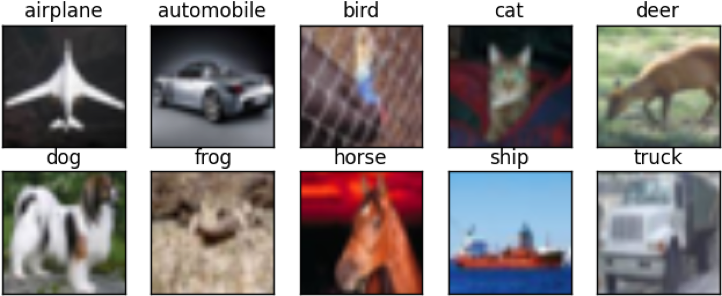 airplane automobile bird cat deer
dog frog horse ship truck